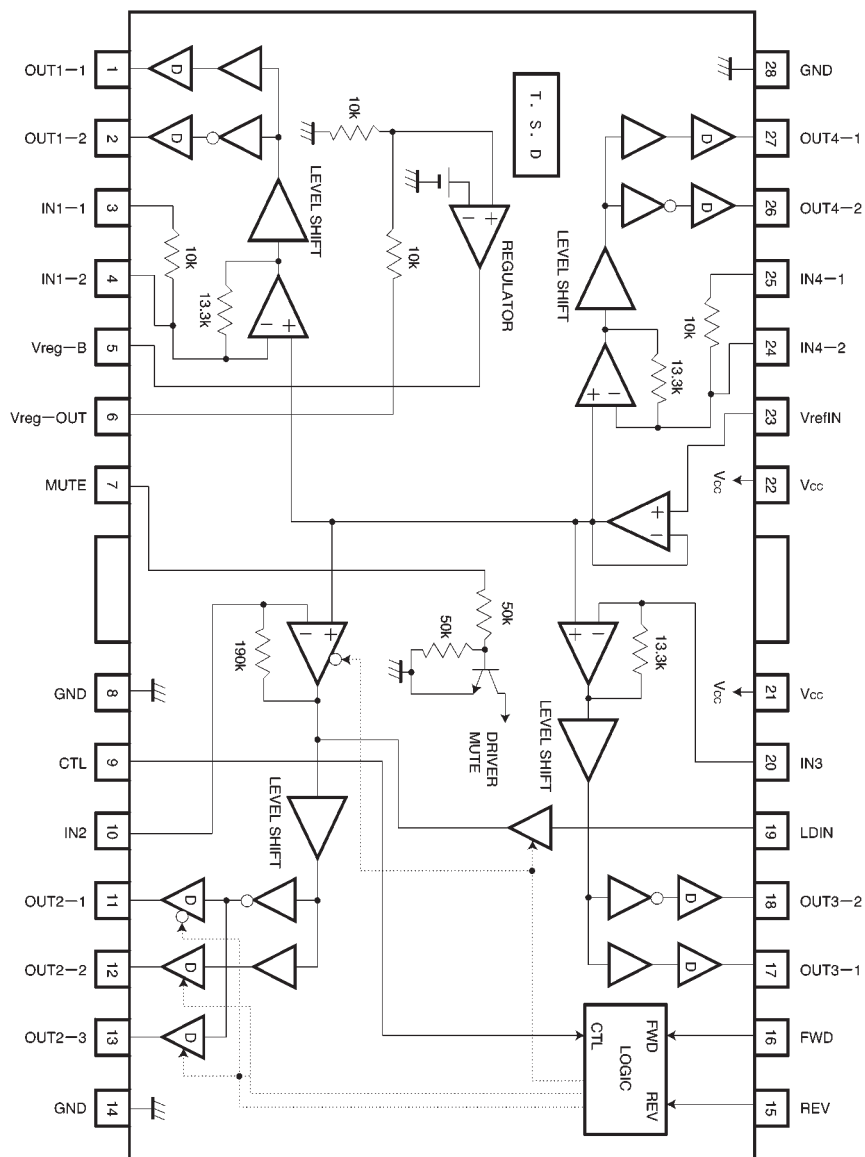 OUT1−1
1
D
OUT1−2
2
D
IN1−1
3
10k
IN1−2
4
13.3k
− +
LEVEL SHIFT
Vreg−B
5
Vreg−OUT
6
10k
10k
− +
REGULATOR
T. S. D
MUTE
7
50k
50k
DRIVER
MUTE
GND
8
190k
− +
LEVEL SHIFT
CTL
9
IN2
10
OUT2−1
11
D
OUT2−2
12
D
OUT2−3
13
D
GND
14
28
GND
27
OUT4−1
D
26
OUT4−2
D
LEVEL SHIFT
25
IN4−1
10k
24
IN4−2
13.3k
+ −
23
VrefIN
+ −
22
Vcc
Vcc
21
Vcc
Vcc
+ −
13.3k
LEVEL SHIFT
20
IN3
19
LDIN
18
OUT3−2
D
17
OUT3−1
D
16
FWD
15
REV
CTL
FWD
LOGIC
REV